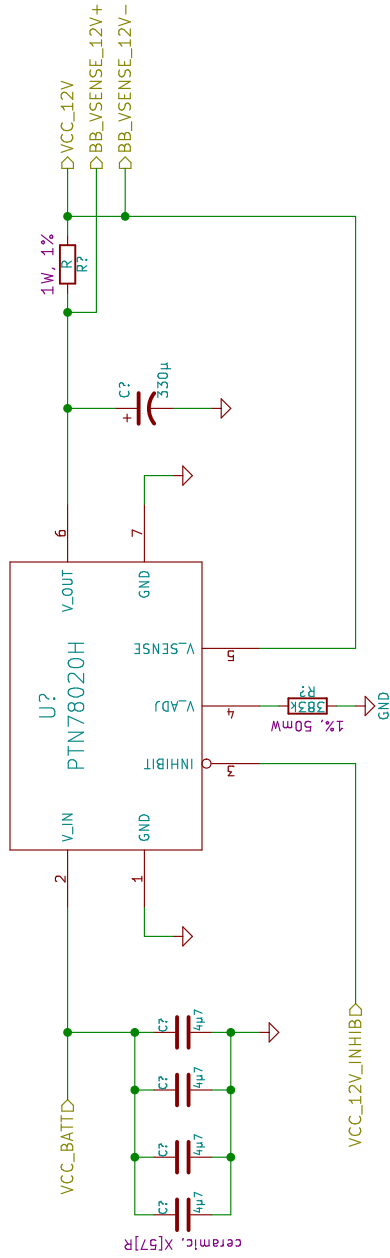 VCC_12V
BB_VSENSE_12V+
BB_VSENSE_12V-
1W, 1%
R
R?
C?
+
330µ
6
7
V_OUT
GND
U?
PTN78020H
V_SENSE
5
V_ADJ
4
R?
383k
1%, 50mW
GND
INHIBIT
3
V_IN
GND
2
1
C?
4µ7
C?
4µ7
C?
4µ7
C?
4µ7
VCC_BATT
VCC_12V_INHIB
ceramic, X[57]R